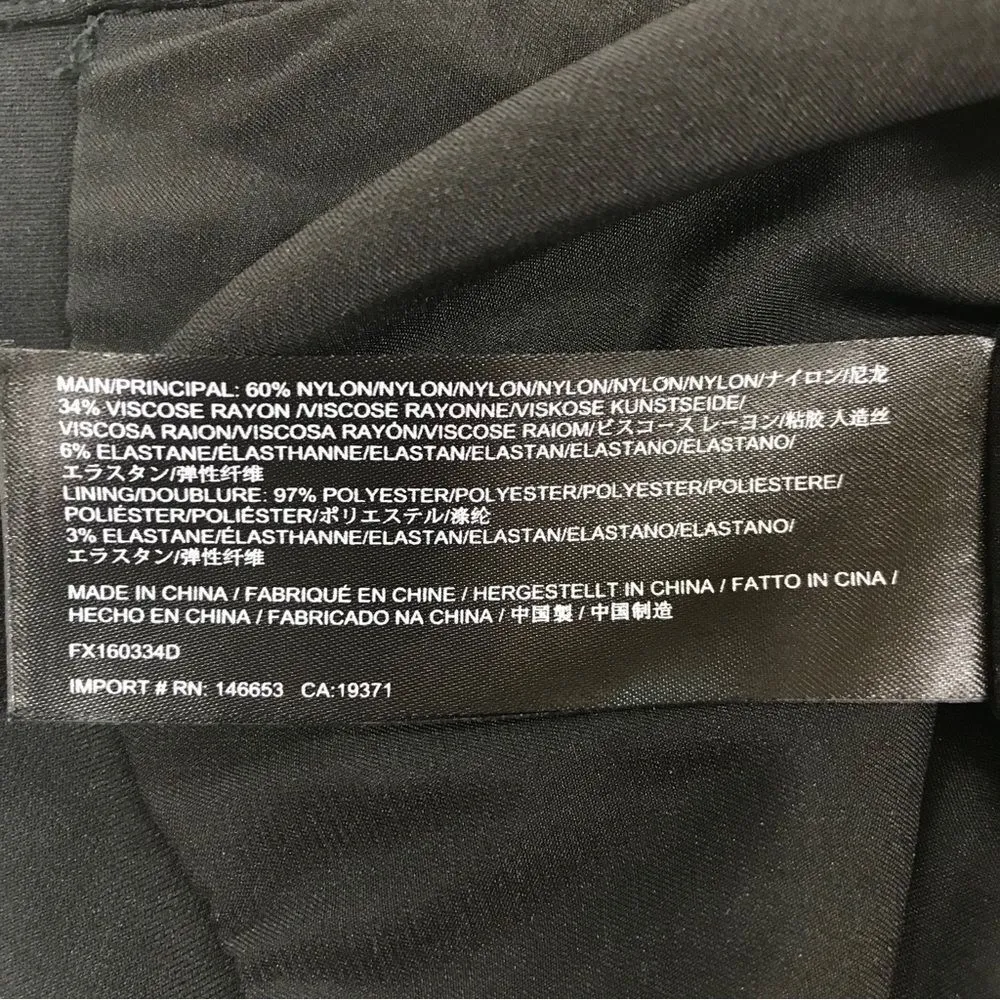 MAIN/PRINCIPAL: 60% NYLON/NYLON/NYLON/NYLON/NYLON/NYLON/ナイロン/尼龙
34% VISCOSE RAYON /VISCOSE RAYONNE/VISKOSE KUNSTSEIDE/
VISCOSA RAION/VISCOSA RAYÓN/VISCOSE RAIOM/ビスコース レーヨン/粘胶 人造丝
6% ELASTANE/ÉLASTHANNE/ELASTAN/ELASTAN/ELASTANO/ELASTANO/
エラスタン/弹性纤维
LINING/DOUBLURE: 97% POLYESTER/POLYESTER/POLYESTER/POLIESTERE/
POLIÉSTER/POLIÉSTER/ポリエステル/涤纶
3% ELASTANE/ÉLASTHANNE/ELASTAN/ELASTAN/ELASTANO/ELASTANO/
エラスタン/弹性纤维
MADE IN CHINA / FABRIQUÉ EN CHINE / HERGESTELLT IN CHINA / FATTO IN CINA /
HECHO EN CHINA / FABRICADO NA CHINA / 中国製 / 中国制造
FX160334D
IMPORT # RN: 146653 CA:19371